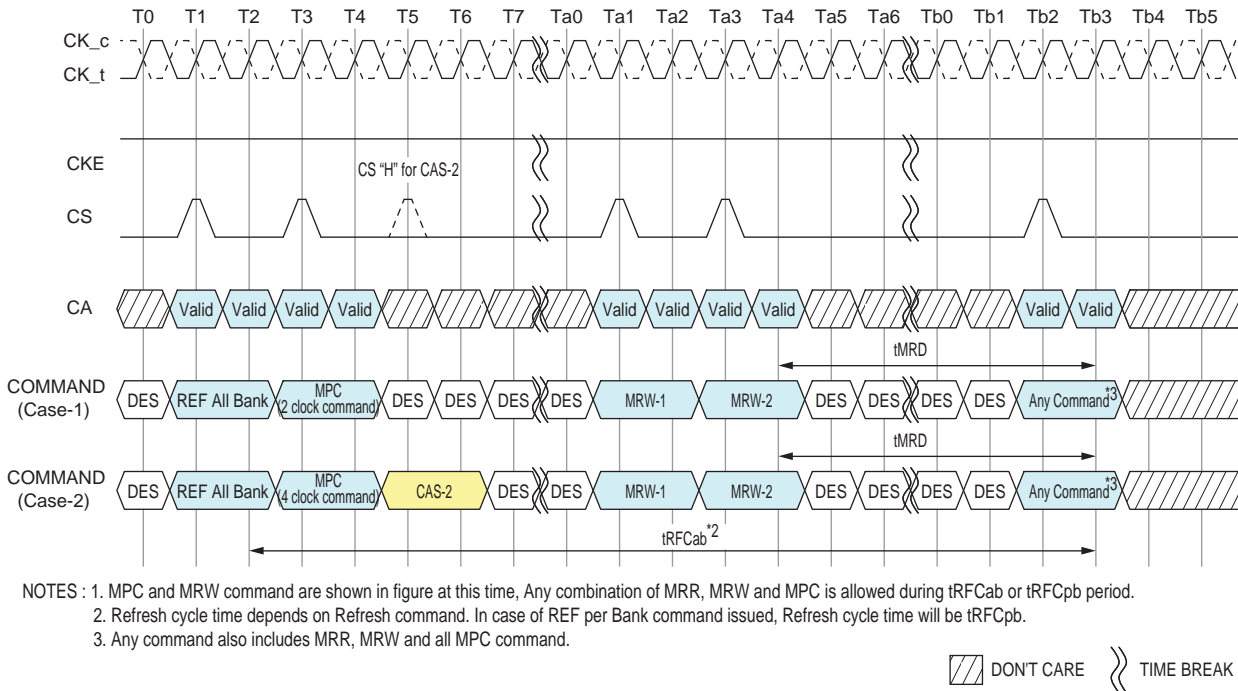 T0 T1 T2 T3 T4 T5 T6 T7 Ta0 Ta1 Ta2 Ta3 Ta4 Ta5 Ta6 Tb0 Tb1 Tb2 Tb3 Tb4 Tb5
CK_c
CK_t
CKE
CS “H” for CAS-2
CS
CA Valid Valid Valid Valid Valid Valid Valid Valid Valid Valid
tMRD
COMMAND
(Case-1)
DES REF All Bank MPC (2 clock command) DES DES DES DES MRW-1 MRW-2 DES DES DES DES Any Command*3
tMRD
COMMAND
(Case-2)
DES REF All Bank MPC (4 clock command) CAS-2 DES DES MRW-1 MRW-2 DES DES DES DES Any Command*3
tRFCab*2
NOTES : 1. MPC and MRW command are shown in figure at this time, Any combination of MRR, MRW and MPC is allowed during tRFCab or tRFCpb period.
2. Refresh cycle time depends on Refresh command. In case of REF per Bank command issued, Refresh cycle time will be tRFCpb.
3. Any command also includes MRR, MRW and all MPC command.
DON'T CARE TIME BREAK